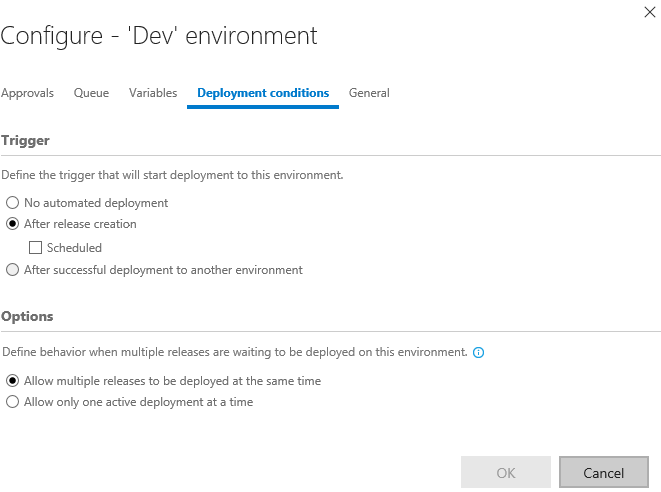 Configure - 'Dev' environment
Approvals Queue Variables Deployment conditions General
Trigger
Define the trigger that will start deployment to this environment.
No automated deployment
After release creation
Scheduled
After successful deployment to another environment
Options
Define behavior when multiple releases are waiting to be deployed on this environment.
Allow multiple releases to be deployed at the same time
Allow only one active deployment at a time
OK Cancel